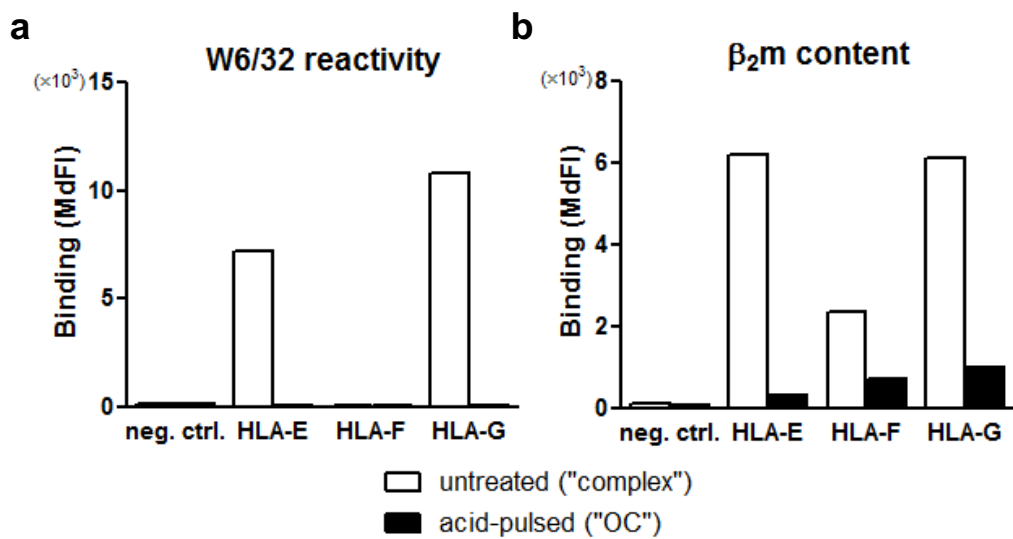 a
W6/32 reactivity
(×10³)
15
10
5
0
Binding (MdFI)
neg. ctrl. HLA-E HLA-F HLA-G
b
β₂m content
(×10³)
8
6
4
2
0
Binding (MdFI)
neg. ctrl. HLA-E HLA-F HLA-G
untreated ("complex")
acid-pulsed ("OC")